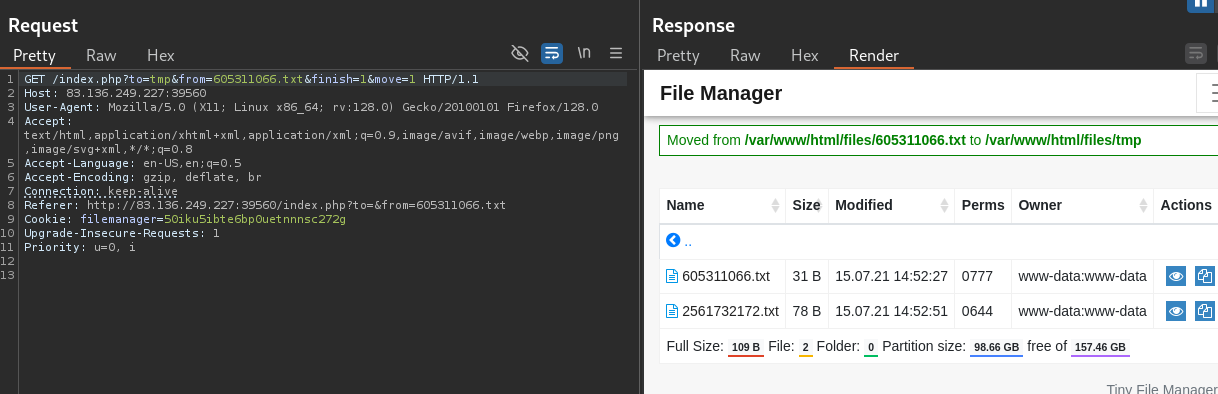 Request
Pretty Raw Hex
\n
1 GET /index.php?to=tmp&from=605311066.txt&finish=1&move=1 HTTP/1.1
2 Host: 83.136.249.227:39560
3 User-Agent: Mozilla/5.0 (X11; Linux x86_64; rv:128.0) Gecko/20100101 Firefox/128.0
4 Accept:
text/html,application/xhtml+xml,application/xml;q=0.9,image/avif,image/webp,image/png
,image/svg+xml,*/*;q=0.8
5 Accept-Language: en-US,en;q=0.5
6 Accept-Encoding: gzip, deflate, br
7 Connection: keep-alive
8 Referer: http://83.136.249.227:39560/index.php?to=&from=605311066.txt
9 Cookie: filemanager=50iku5ibte6bp0uetnnnsc272g
10 Upgrade-Insecure-Requests: 1
11 Priority: u=0, i
12
13
Response
Pretty Raw Hex Render
File Manager
Moved from /var/www/html/files/605311066.txt to /var/www/html/files/tmp
Name Size Modified Perms Owner Actions
..
605311066.txt 31 B 15.07.21 14:52:27 0777 www-data:www-data
2561732172.txt 78 B 15.07.21 14:52:51 0644 www-data:www-data
Full Size: 109 B File: 2 Folder: 0 Partition size: 98.66 GB free of 157.46 GB
Tiny File Manager